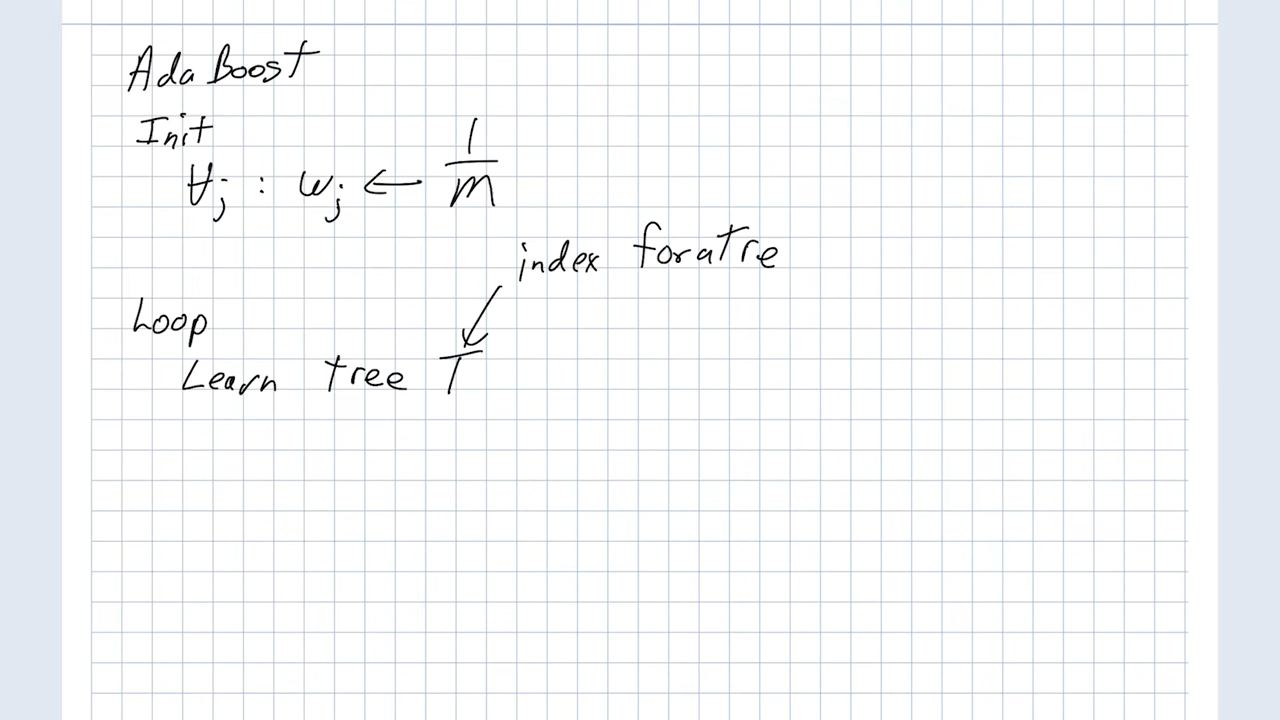 AdaBoost
Init
∀j : wj ← 1/m
index foratre
Loop
Learn tree T